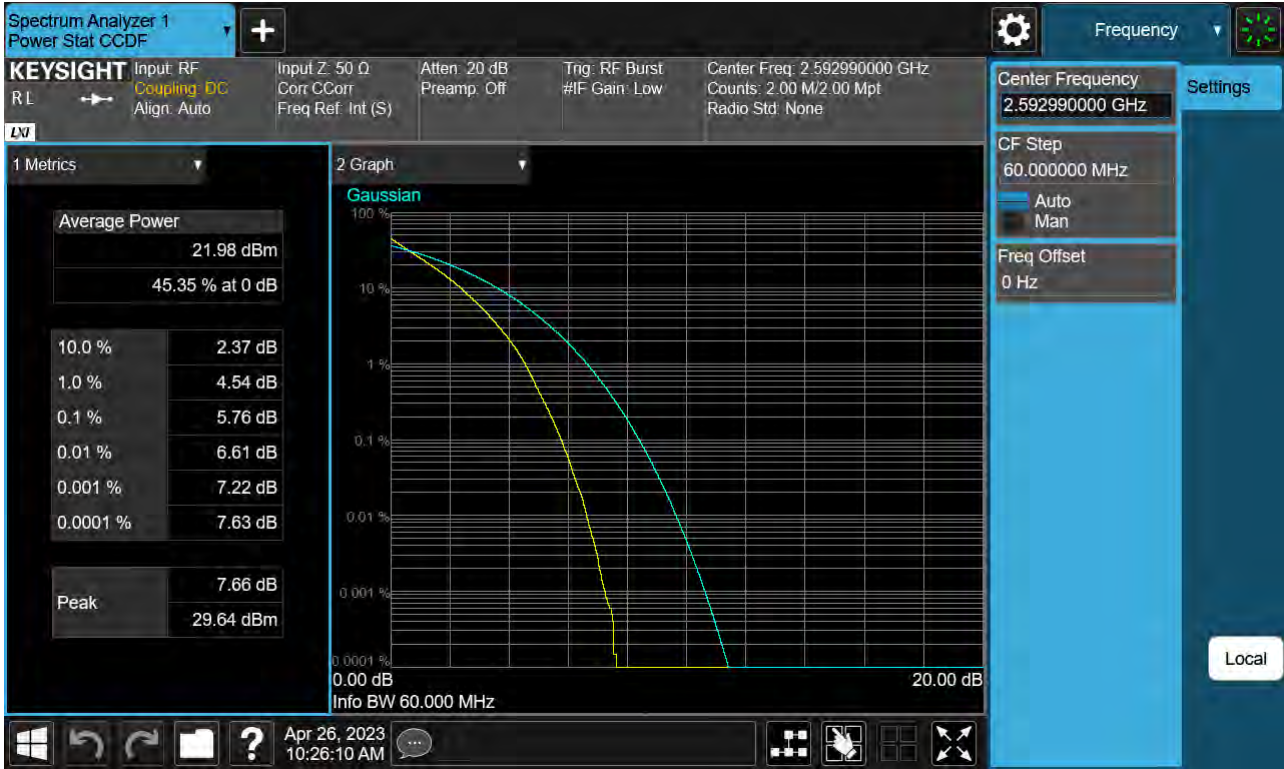 Spectrum Analyzer 1
Power Stat CCDF
Frequency
KEYSIGHT
RL
LXI
Input: RF
Coupling: DC
Align: Auto
Input Z: 50 Ω
Corr CCorr
Freq Ref: Int (S)
Atten: 20 dB
Preamp: Off
Trig: RF Burst
#IF Gain: Low
Center Freq: 2.592990000 GHz
Counts: 2.00 M/2.00 Mpt
Radio Std: None
Center Frequency
2.592990000 GHz
Settings
CF Step
60.000000 MHz
Auto
Man
Freq Offset
0 Hz
Local
1 Metrics
Average Power
21.98 dBm
45.35 % at 0 dB
10.0 % 2.37 dB
1.0 % 4.54 dB
0.1 % 5.76 dB
0.01 % 6.61 dB
0.001 % 7.22 dB
0.0001 % 7.63 dB
Peak
7.66 dB
29.64 dBm
2 Graph
Gaussian
100 %
10 %
1 %
0.1 %
0.01 %
0.001 %
0.0001 %
0.00 dB 20.00 dB
Info BW 60.000 MHz
?
Apr 26, 2023
10:26:10 AM